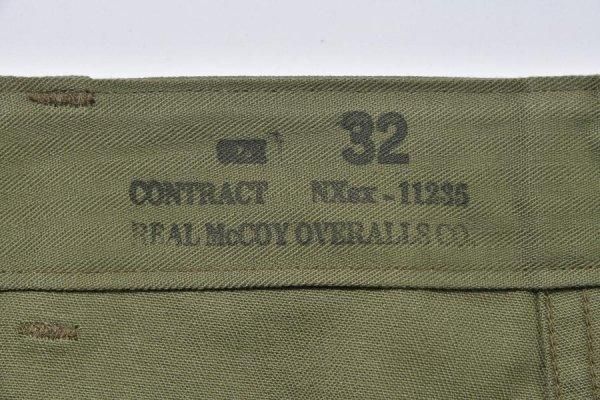 32
CONTRACT NXsx-11235
REAL McCOY OVERALLS CO.